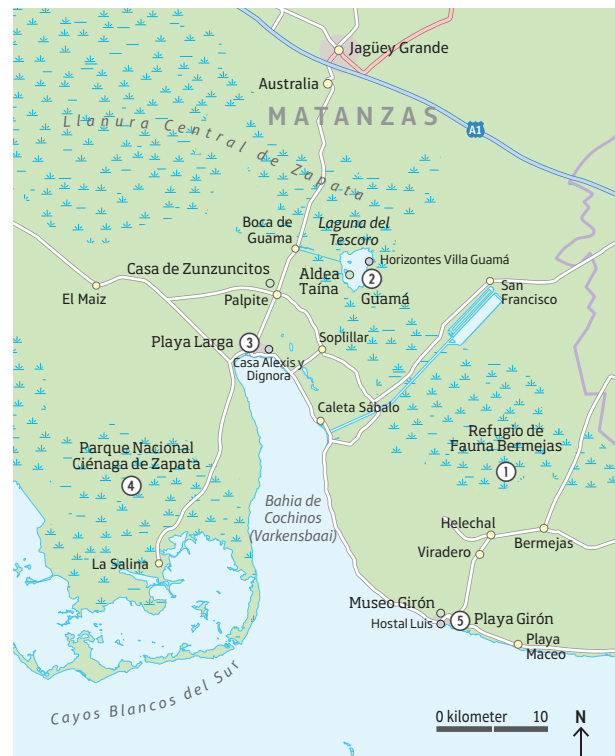 Jagüey Grande
Australia
MATANZAS
A1
Llanura Central de Zapata
Boca de
Guama
Laguna del
Tescoro
Horizontes Villa Guamá
Casa de Zunzuncitos
Aldea
Taína
2
Guamá
San
Francisco
El Maiz
Palpite
Playa Larga
3
Soplillar
Casa Alexis y
Dignora
Caleta Sábalo
Refugio de
Fauna Bermejas
1
Parque Nacional
Ciénaga de Zapata
4
Bahia de
Cochinos
(Varkensbaai)
Helechal
Bermejas
Viradero
La Salina
Museo Girón
5
Playa Girón
Hostal Luis
Playa
Maceo
Cayos Blancos del Sur
0 kilometer 10
N